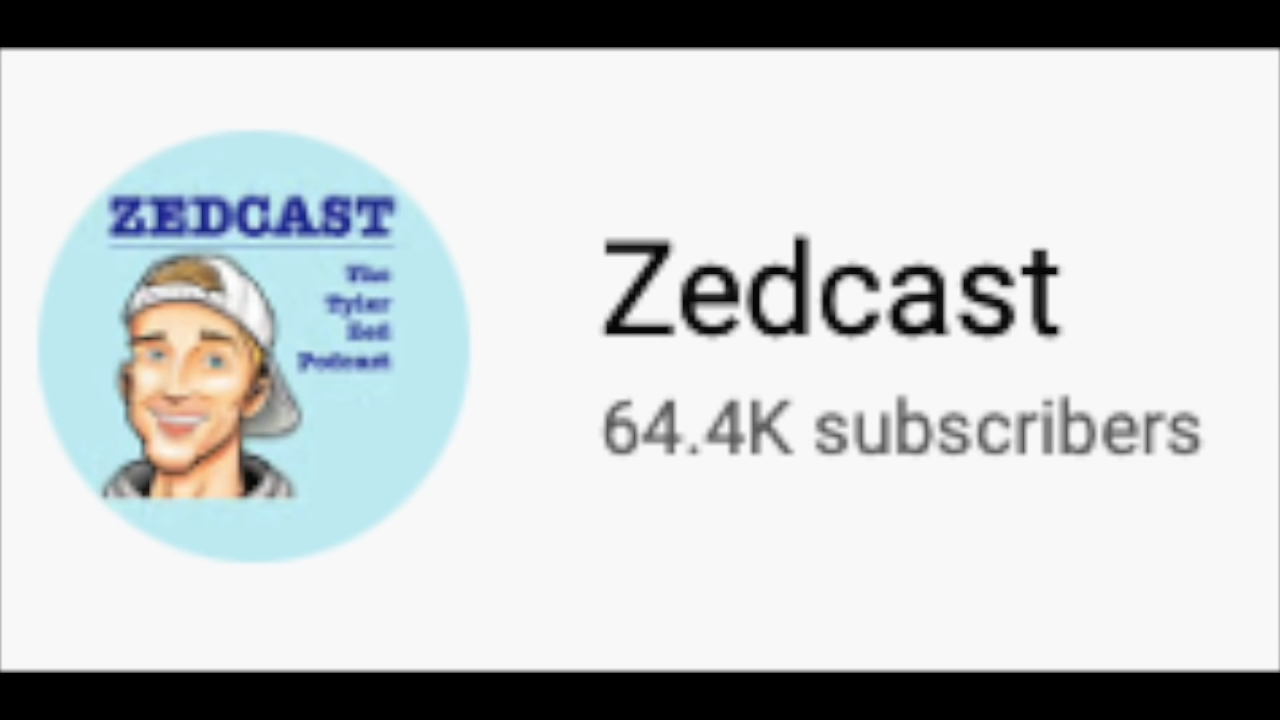 ZEDCAST
The
Tyler
Zed
Podcast
Zedcast
64.4K subscribers